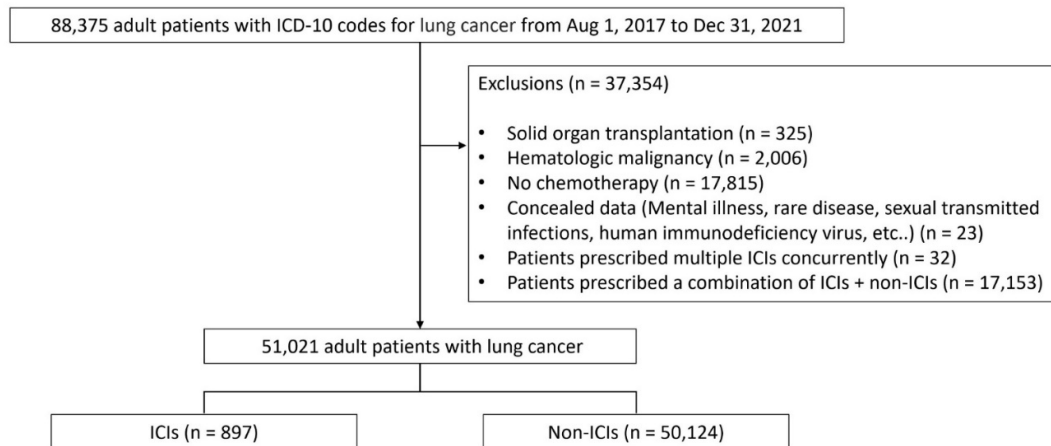 88,375 adult patients with ICD-10 codes for lung cancer from Aug 1, 2017 to Dec 31, 2021
Exclusions (n = 37,354)
• Solid organ transplantation (n = 325)
• Hematologic malignancy (n = 2,006)
• No chemotherapy (n = 17,815)
• Concealed data (Mental illness, rare disease, sexual transmitted
infections, human immunodeficiency virus, etc..) (n = 23)
• Patients prescribed multiple ICIs concurrently (n = 32)
• Patients prescribed a combination of ICIs + non-ICIs (n = 17,153)
51,021 adult patients with lung cancer
ICIs (n = 897)
Non-ICIs (n = 50,124)